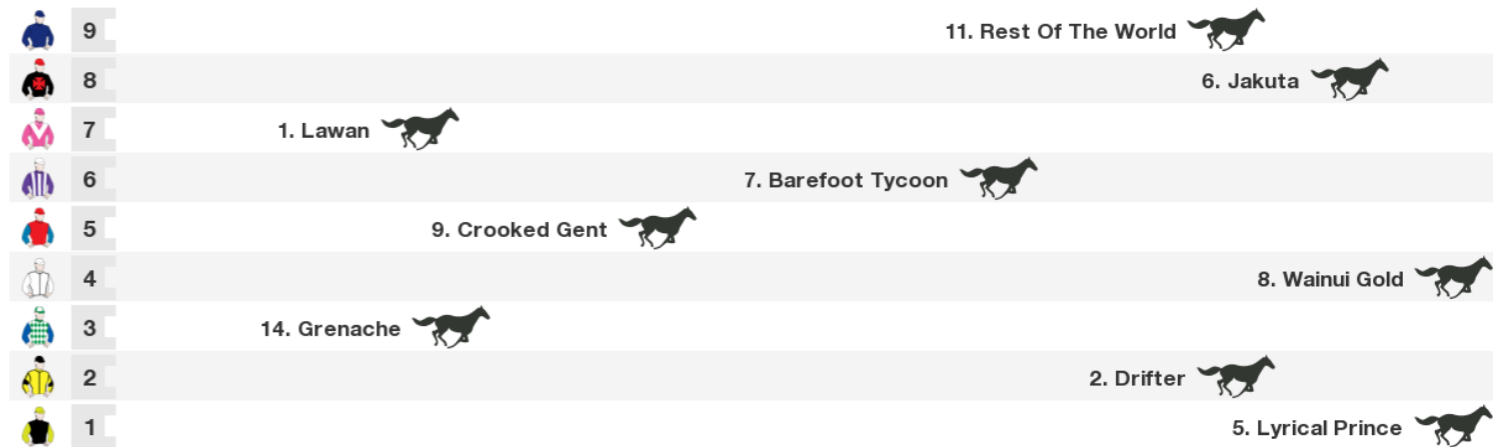 9 11. Rest Of The World
8 6. Jakuta
7 1. Lawan
6 7. Barefoot Tycoon
5 9. Crooked Gent
4 8. Wainui Gold
3 14. Grenache
2 2. Drifter
1 5. Lyrical Prince